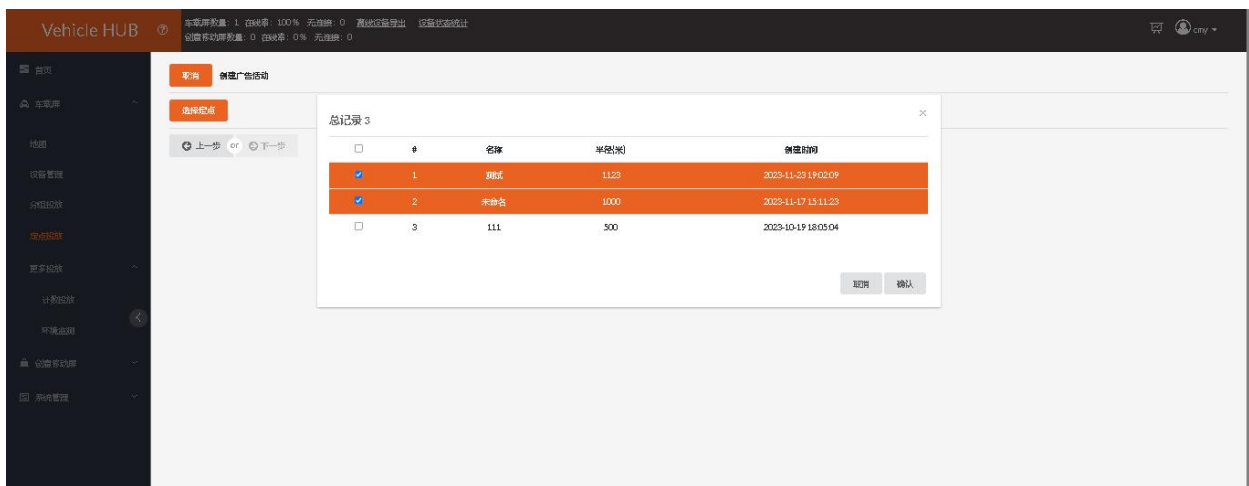 Vehicle HUB
车载屏数量: 1 在线率: 100% 无连接: 0 离线设备导出 设备状态统计
创意移动屏数量: 0 在线率: 0% 无连接: 0
cmy
首页
取消 创建广告活动
车载屏
选择定点
总记录 3
地图
上一步 or 下一步
# 名称 半径(米) 创建时间
设备管理
1 测试 1123 2023-11-23 19:02:09
分组投放
2 未命名 1000 2023-11-17 15:11:23
定点投放
3 111 500 2023-10-19 18:05:04
更多投放
取消 确认
计数投放
环境监测
创意移动屏
系统管理